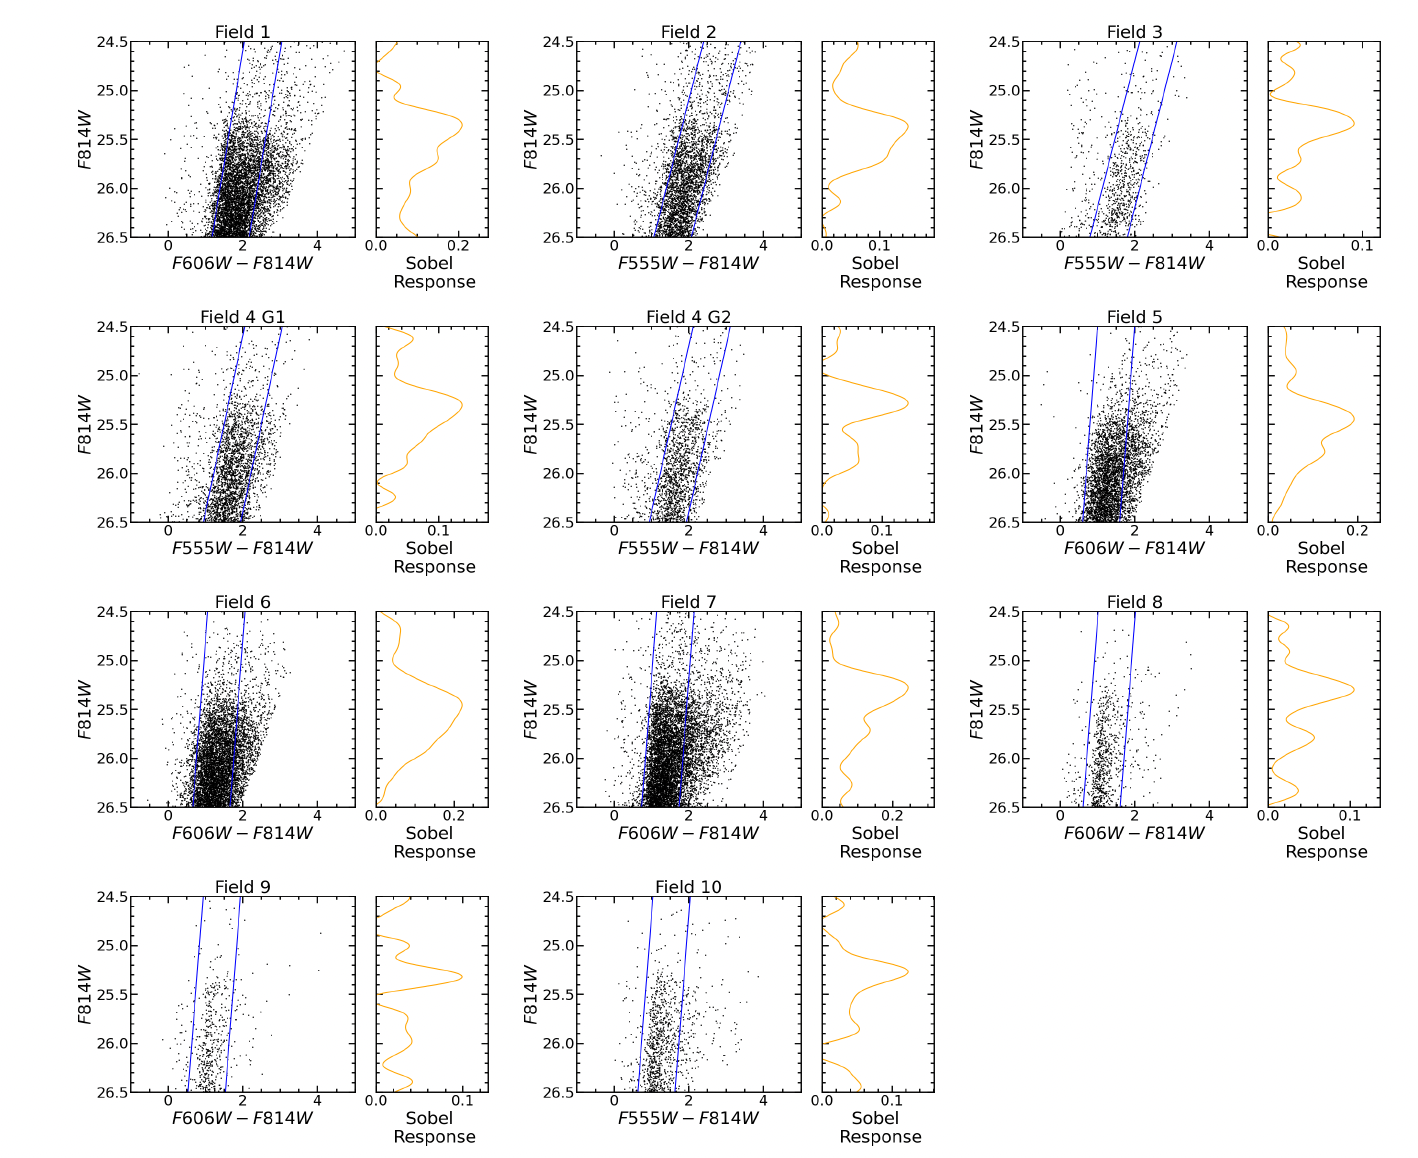 Field 1
24.5
25.0
25.5
26.0
26.5
F814W
0 2 4
F606W − F814W
0.0 0.2
Sobel
Response
Field 2
24.5
25.0
25.5
26.0
26.5
F814W
0 2 4
F555W − F814W
0.0 0.1
Sobel
Response
Field 3
24.5
25.0
25.5
26.0
26.5
F814W
0 2 4
F555W − F814W
0.0 0.1
Sobel
Response
Field 4 G1
24.5
25.0
25.5
26.0
26.5
F814W
0 2 4
F555W − F814W
0.0 0.1
Sobel
Response
Field 4 G2
24.5
25.0
25.5
26.0
26.5
F814W
0 2 4
F555W − F814W
0.0 0.1
Sobel
Response
Field 5
24.5
25.0
25.5
26.0
26.5
F814W
0 2 4
F606W − F814W
0.0 0.2
Sobel
Response
Field 6
24.5
25.0
25.5
26.0
26.5
F814W
0 2 4
F606W − F814W
0.0 0.2
Sobel
Response
Field 7
24.5
25.0
25.5
26.0
26.5
F814W
0 2 4
F606W − F814W
0.0 0.2
Sobel
Response
Field 8
24.5
25.0
25.5
26.0
26.5
F814W
0 2 4
F606W − F814W
0.0 0.1
Sobel
Response
Field 9
24.5
25.0
25.5
26.0
26.5
F814W
0 2 4
F606W − F814W
0.0 0.1
Sobel
Response
Field 10
24.5
25.0
25.5
26.0
26.5
F814W
0 2 4
F555W − F814W
0.0 0.1
Sobel
Response